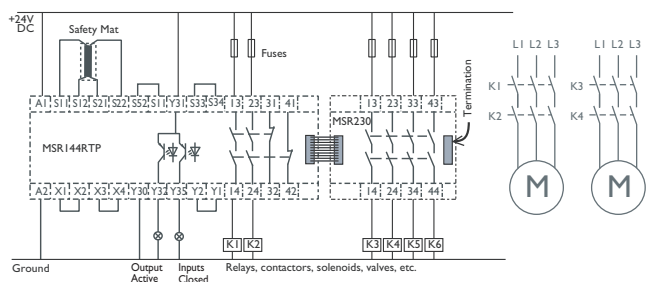 +24V
DC
Safety Mat
Fuses
L1 L2 L3
L1 L2 L3
K1
K2
K3
K4
M
M
Termination
A1 S11 S12 S21 S22 S52 S11 Y31 S33 S34 13 23 31 41
13 23 33 43
MSR144RTP
MSR230
A2 X1 X2 X3 X4 Y30 Y32 Y35 Y2 Y1 14 24 32 42
14 24 34 44
K1 K2
K3 K4 K5 K6
Ground
Output
Active
Inputs
Closed
Relays, contactors, solenoids, valves, etc.